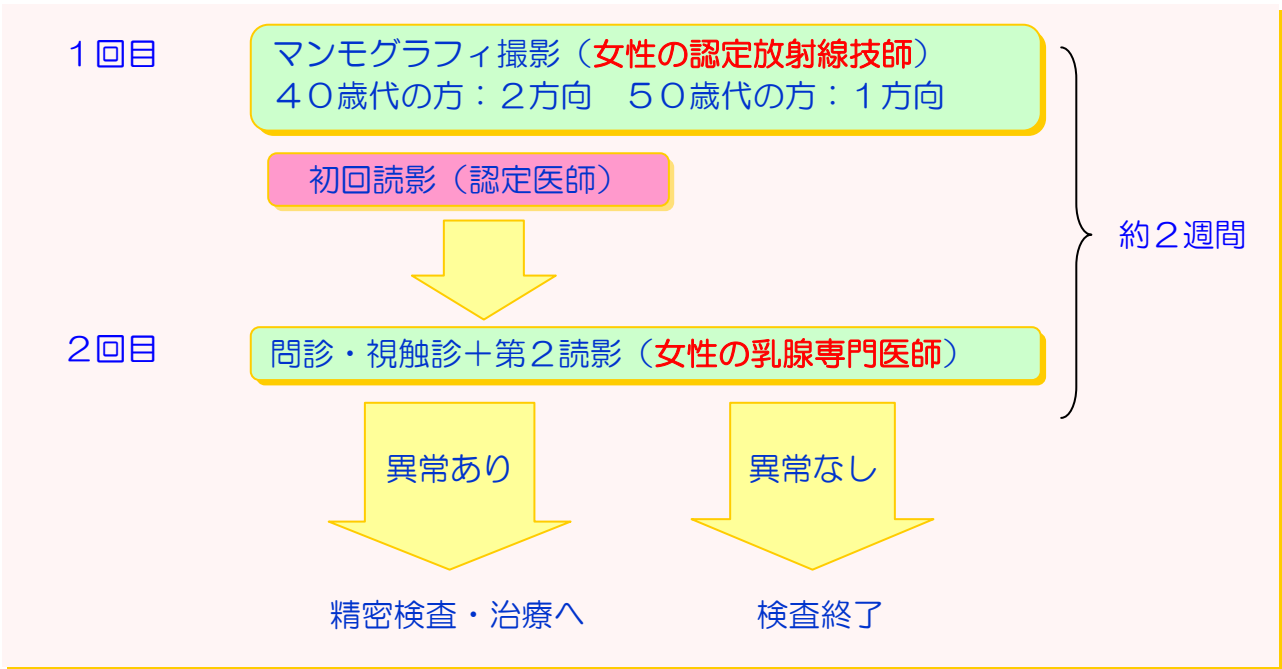 1回目
マンモグラフィ撮影（女性の認定放射線技師）
４０歳代の方：２方向　５０歳代の方：１方向
初回読影（認定医師）
約２週間
２回目
問診・視触診＋第２読影（女性の乳腺専門医師）
異常あり
異常なし
精密検査・治療へ
検査終了